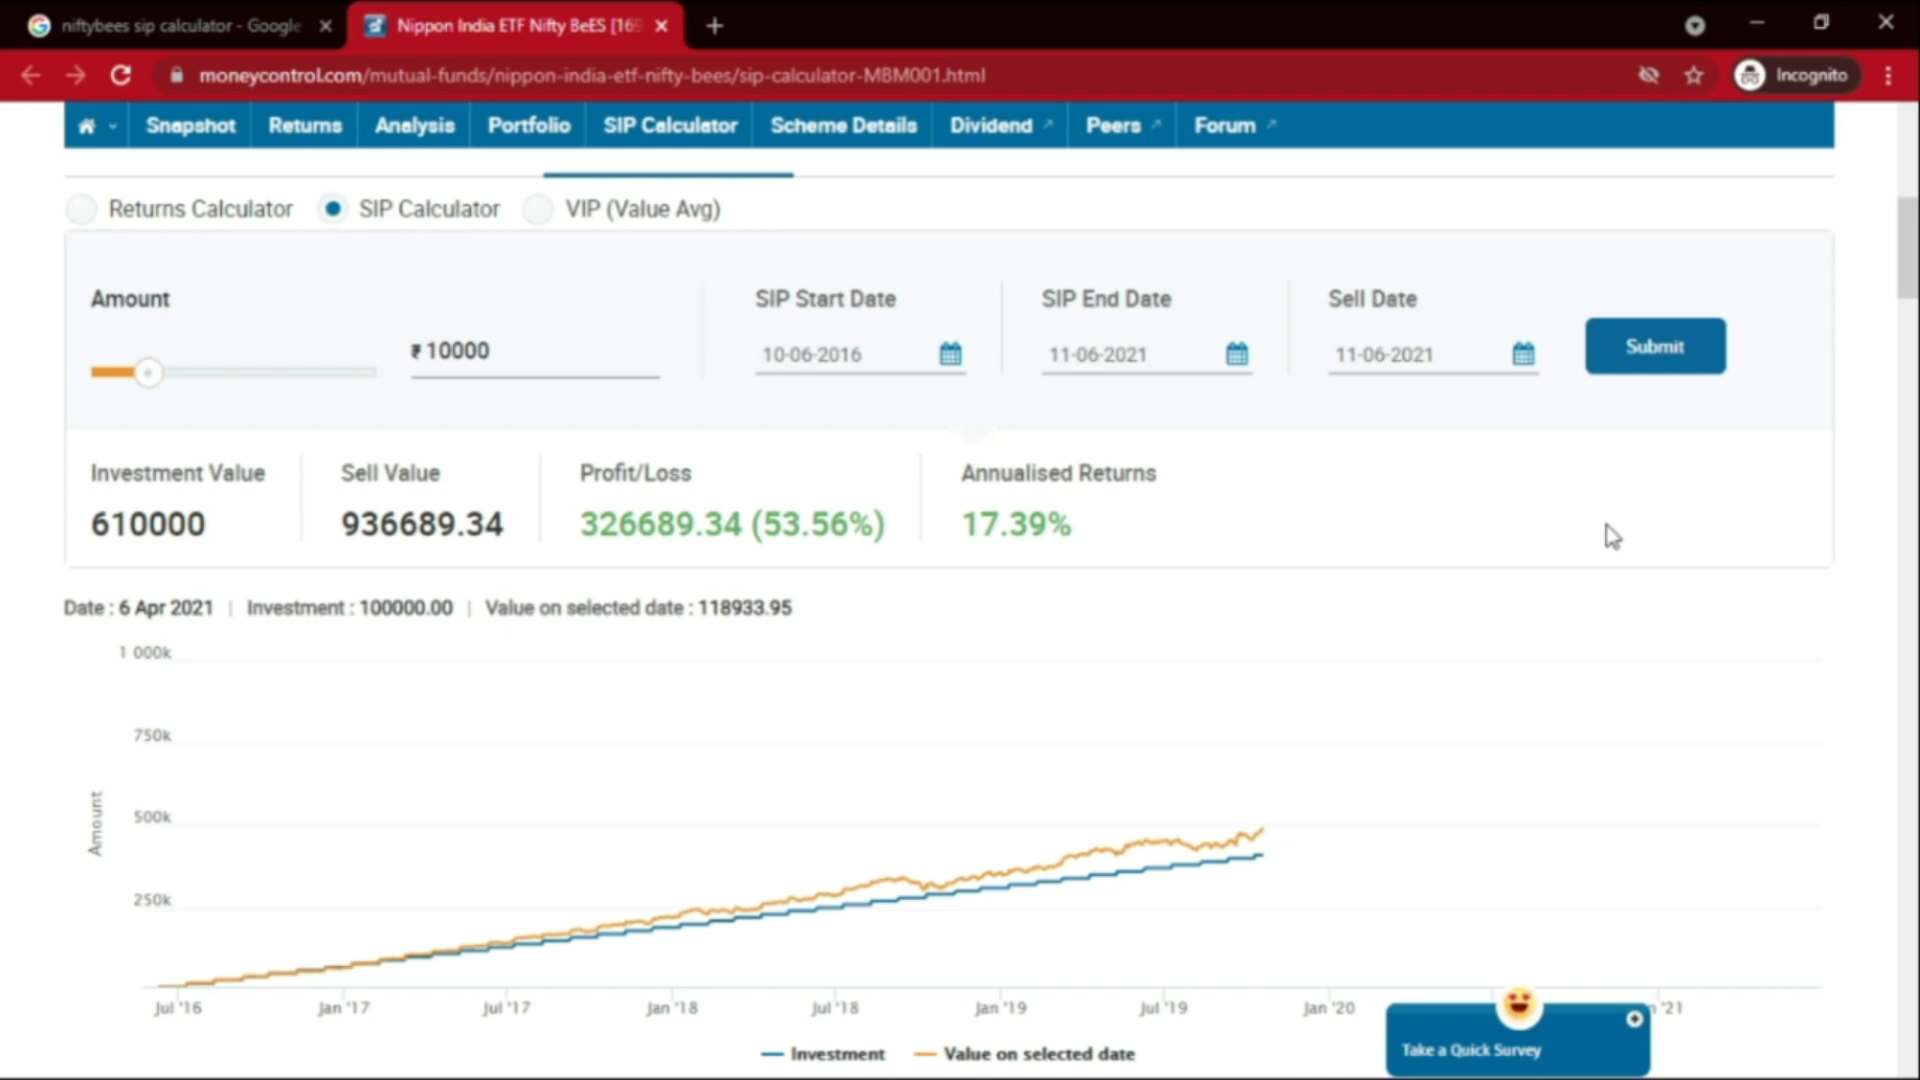 niftybees sip calculator - Google
Nippon India ETF Nifty BeES [169
moneycontrol.com/mutual-funds/nippon-india-etf-nifty-bees/sip-calculator-MBM001.html
Incognito
Snapshot Returns Analysis Portfolio SIP Calculator Scheme Details Dividend Peers Forum
Returns Calculator SIP Calculator VIP (Value Avg)
Amount SIP Start Date SIP End Date Sell Date
₹ 10000 10-06-2016 11-06-2021 11-06-2021 Submit
Investment Value Sell Value Profit/Loss Annualised Returns
610000 936689.34 326689.34 (53.56%) 17.39%
Date : 6 Apr 2021 | Investment : 100000.00 | Value on selected date : 118933.95
1 000k
750k
500k
250k
Amount
Jul '16 Jan '17 Jul '17 Jan '18 Jul '18 Jan '19 Jul '19 Jan '20 '21
Take a Quick Survey
Investment Value on selected date